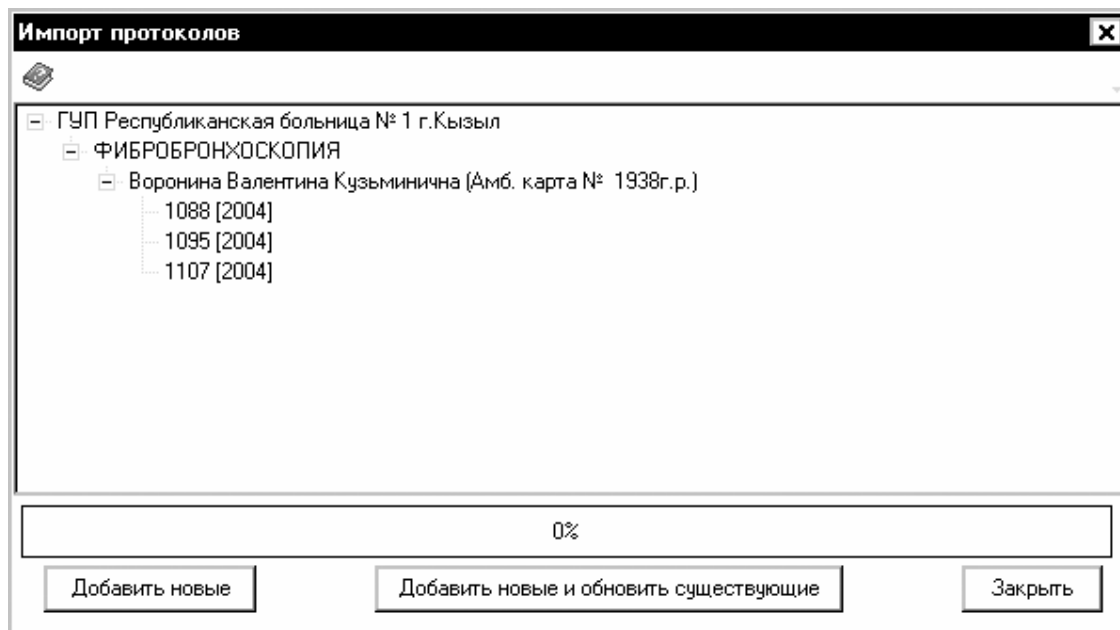 Импорт протоколов
ГУП Республиканская больница № 1 г.Кызыл
ФИБРОБРОНХОСКОПИЯ
Воронина Валентина Кузьминична (Амб. карта № 1938г.р.)
1088 [2004]
1095 [2004]
1107 [2004]
0%
Добавить новые
Добавить новые и обновить существующие
Закрыть